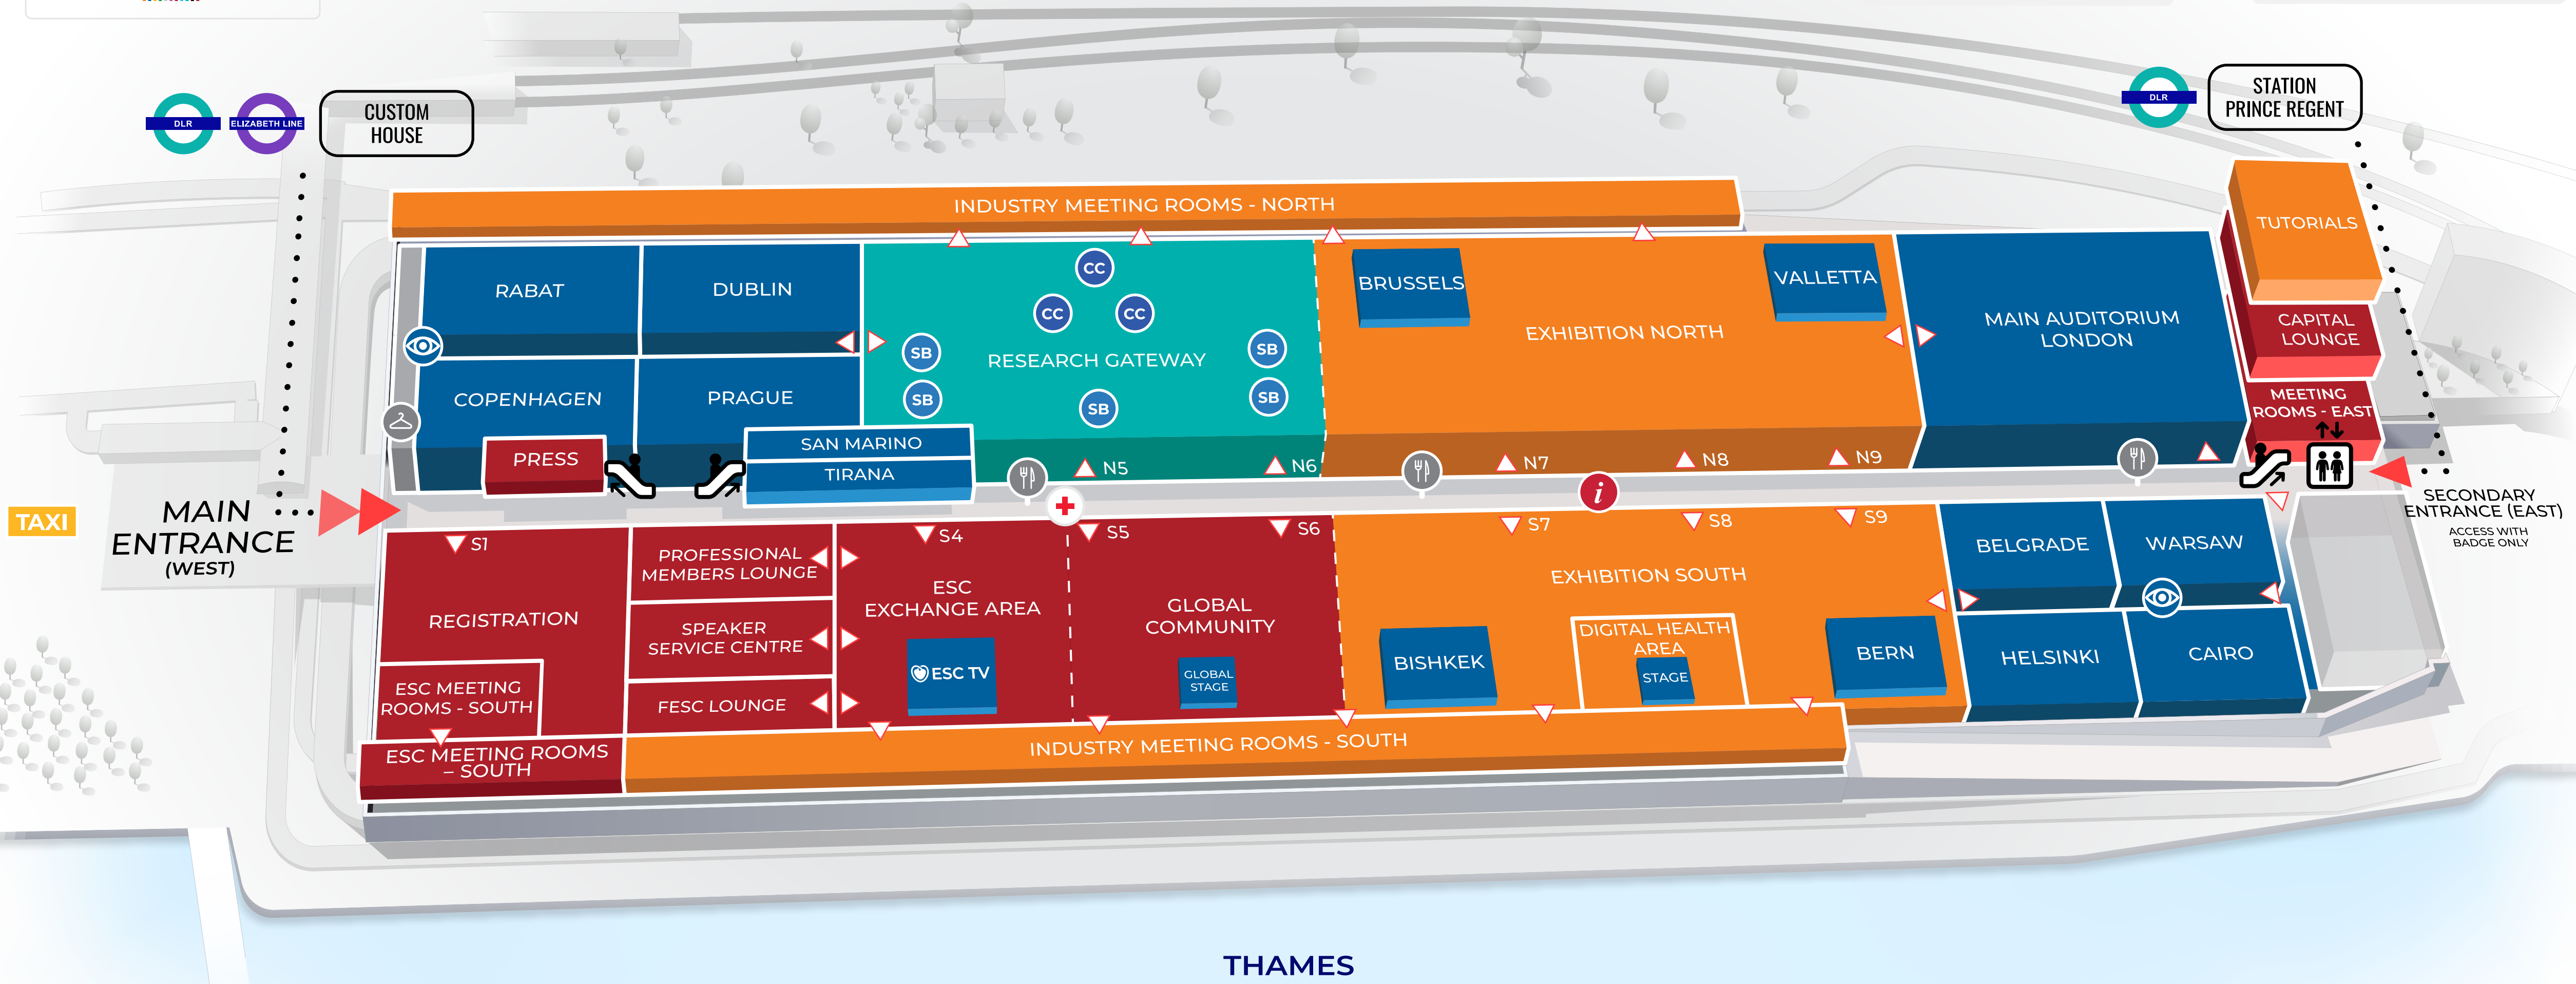 DLR
ELIZABETH LINE
CUSTOM
HOUSE
DLR
STATION
PRINCE REGENT
INDUSTRY MEETING ROOMS - NORTH
TUTORIALS
RABAT
DUBLIN
CC
CC
CC
SB
SB
SB
SB
SB
RESEARCH GATEWAY
BRUSSELS
EXHIBITION NORTH
VALLETTA
MAIN AUDITORIUM
LONDON
CAPITAL
LOUNGE
MEETING
ROOMS - EAST
COPENHAGEN
PRAGUE
PRESS
SAN MARINO
TIRANA
N5
N6
N7
N8
N9
i
TAXI
MAIN
ENTRANCE
(WEST)
SECONDARY
ENTRANCE (EAST)
ACCESS WITH
BADGE ONLY
S1
REGISTRATION
ESC MEETING
ROOMS - SOUTH
ESC MEETING ROOMS
– SOUTH
PROFESSIONAL
MEMBERS LOUNGE
SPEAKER
SERVICE CENTRE
FESC LOUNGE
S4
ESC
EXCHANGE AREA
ESC TV
S5
S6
GLOBAL
COMMUNITY
GLOBAL
STAGE
S7
S8
S9
EXHIBITION SOUTH
BISHKEK
DIGITAL HEALTH
AREA
STAGE
BERN
BELGRADE
WARSAW
HELSINKI
CAIRO
INDUSTRY MEETING ROOMS - SOUTH
THAMES